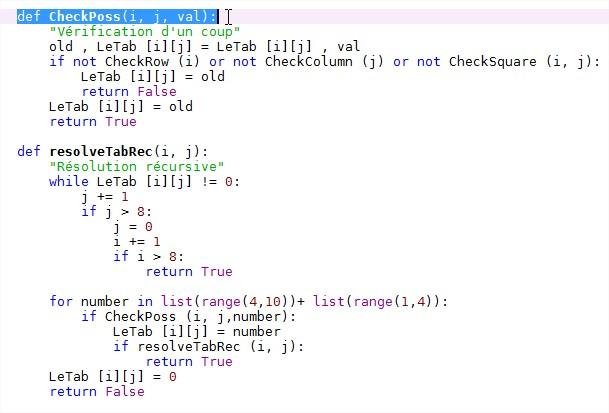 def CheckPoss(i, j, val):
    "Vérification d'un coup"
    old , LeTab [i][j] = LeTab [i][j] , val
    if not CheckRow (i) or not CheckColumn (j) or not CheckSquare (i, j):
        LeTab [i][j] = old
        return False
    LeTab [i][j] = old
    return True

def resolveTabRec(i, j):
    "Résolution récursive"
    while LeTab [i][j] != 0:
        j += 1
        if j > 8:
            j = 0
            i += 1
            if i > 8:
                return True

    for number in list(range(4,10))+ list(range(1,4)):
        if CheckPoss (i, j,number):
            LeTab [i][j] = number
            if resolveTabRec (i, j):
                return True
    LeTab [i][j] = 0
    return False